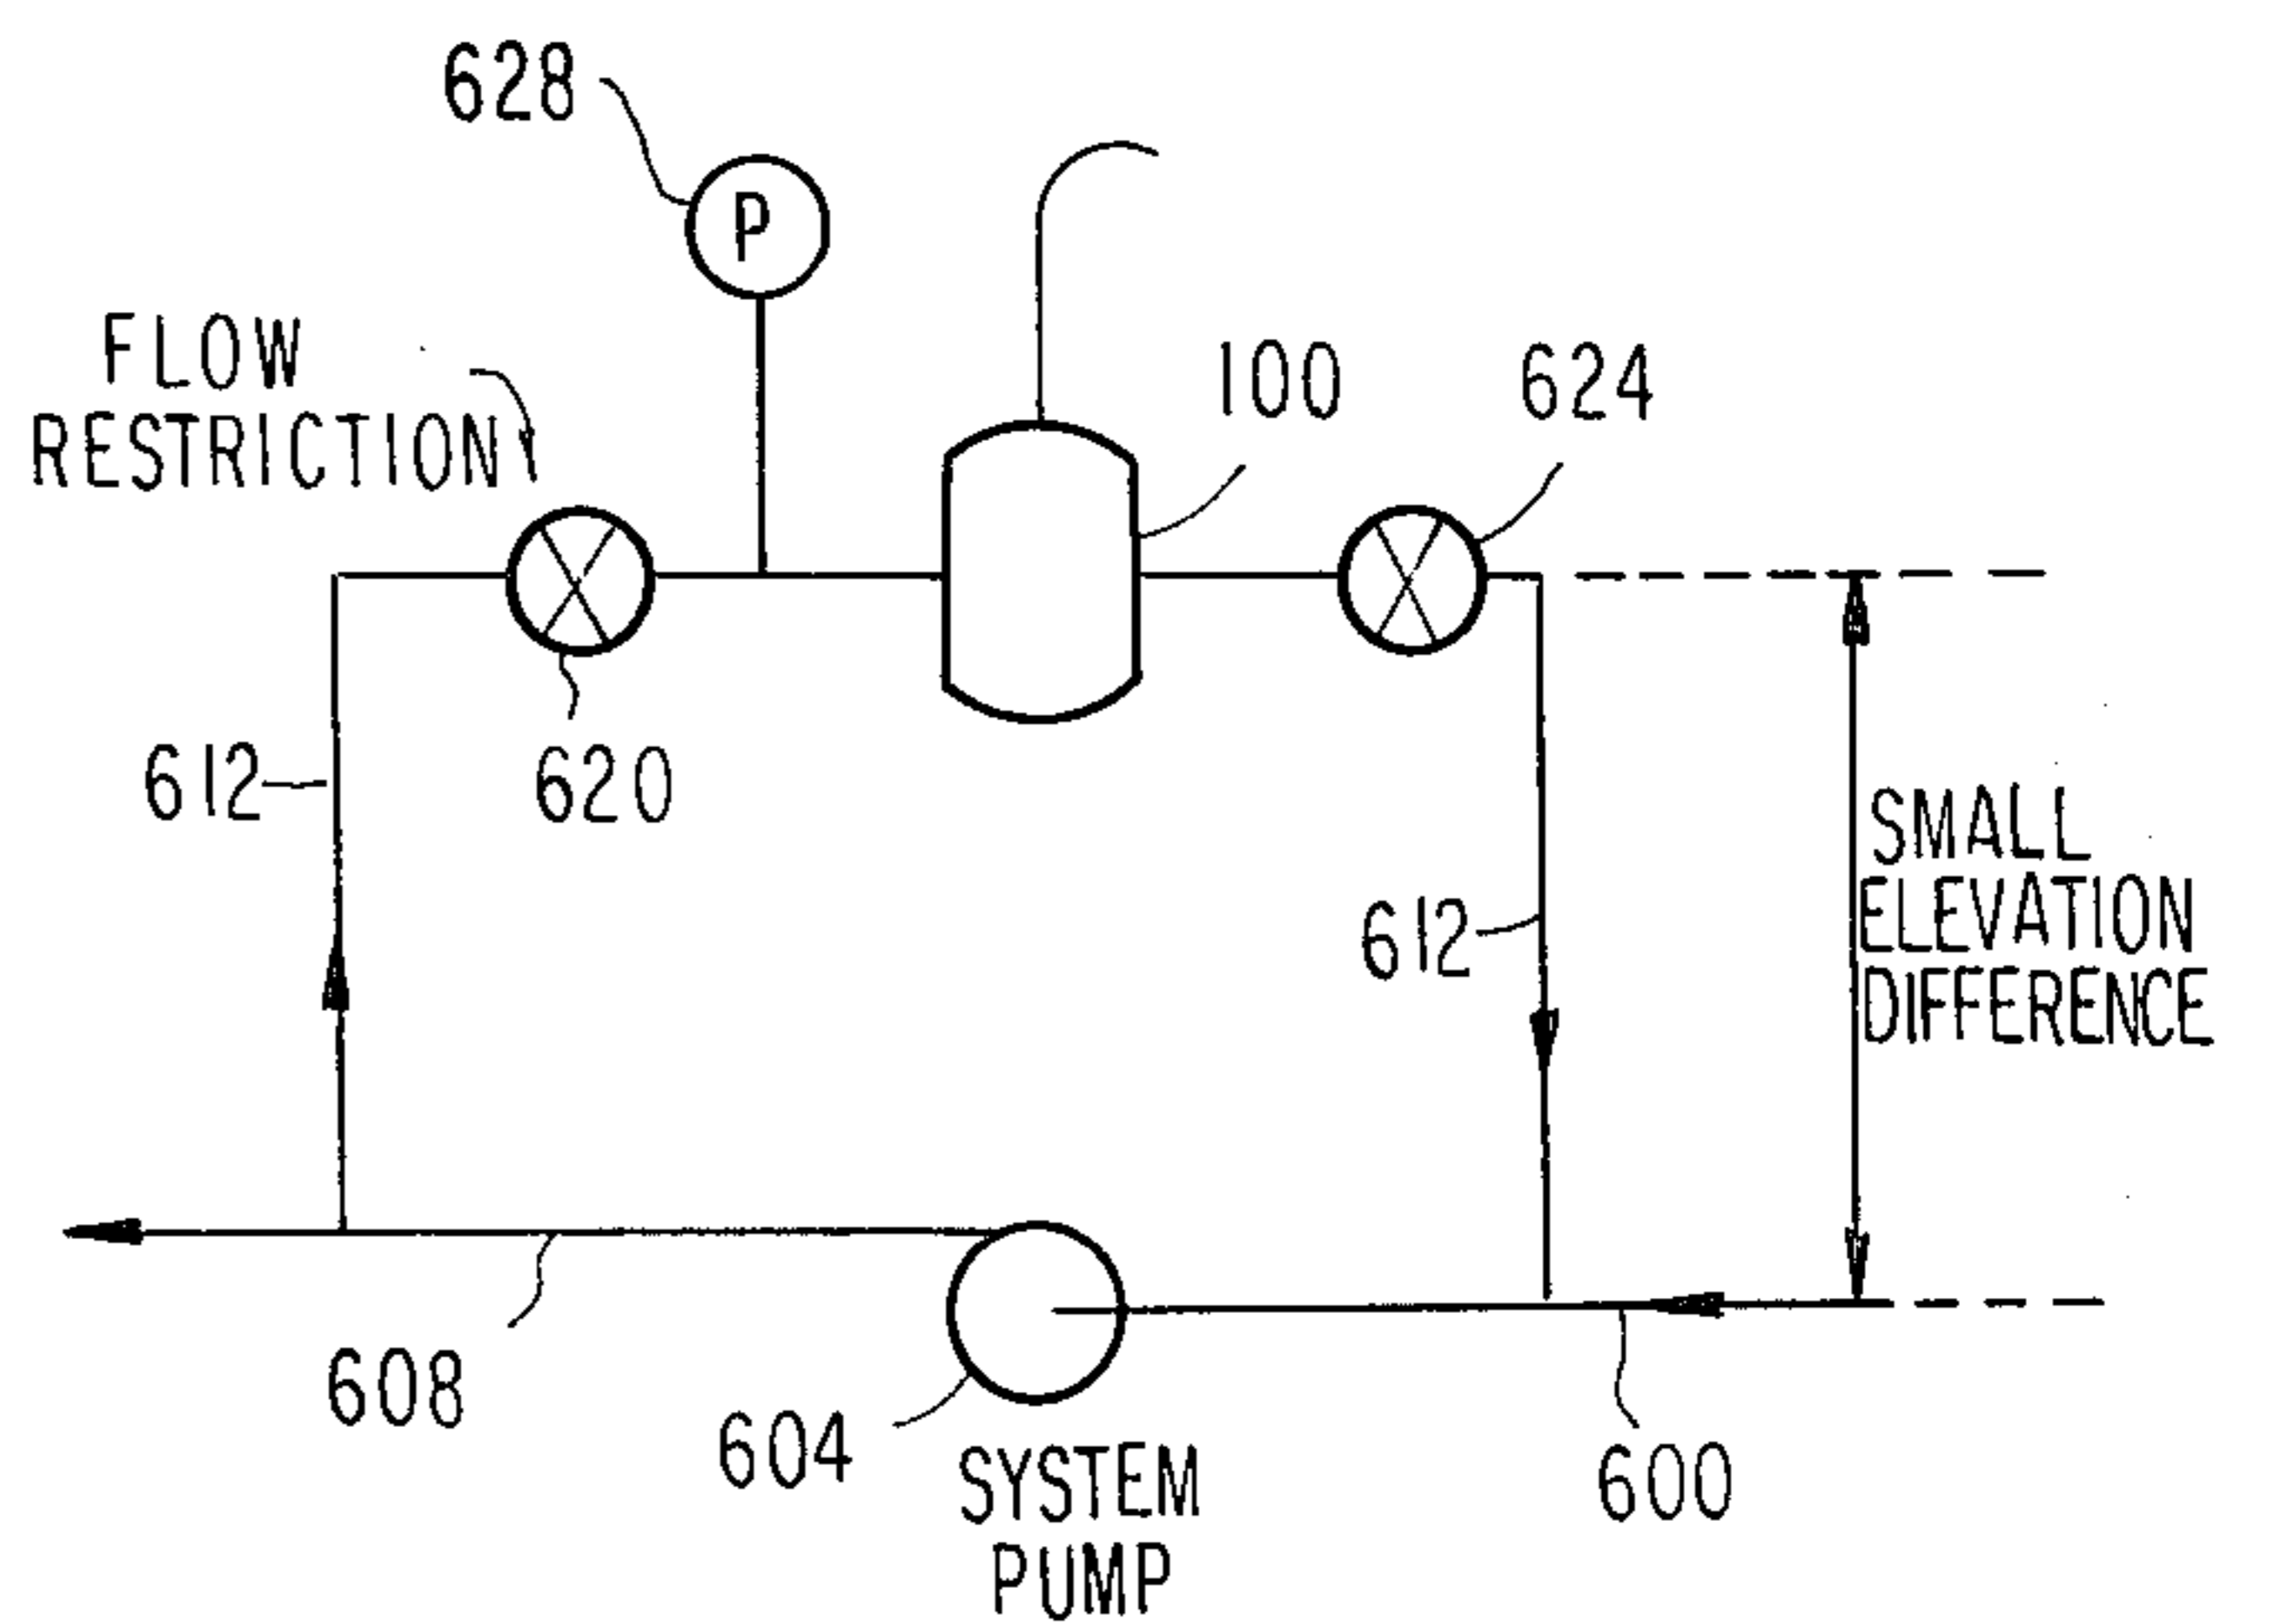 628
P
FLOW
RESTRICTION
100
624
612
620
SMALL
ELEVATION
DIFFERENCE
612
608
604
SYSTEM
PUMP
600